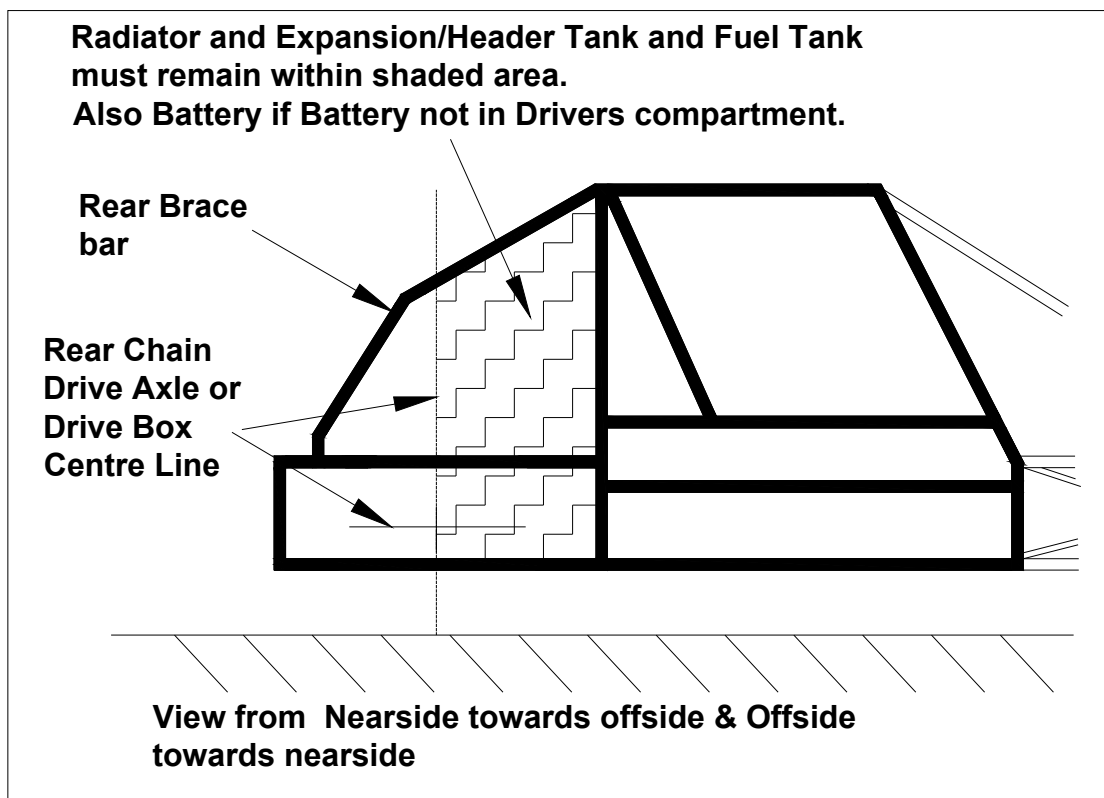 Radiator and Expansion/Header Tank and Fuel Tank
must remain within shaded area.
Also Battery if Battery not in Drivers compartment.
Rear Brace
bar
Rear Chain
Drive Axle or
Drive Box
Centre Line
View from Nearside towards offside & Offside
towards nearside